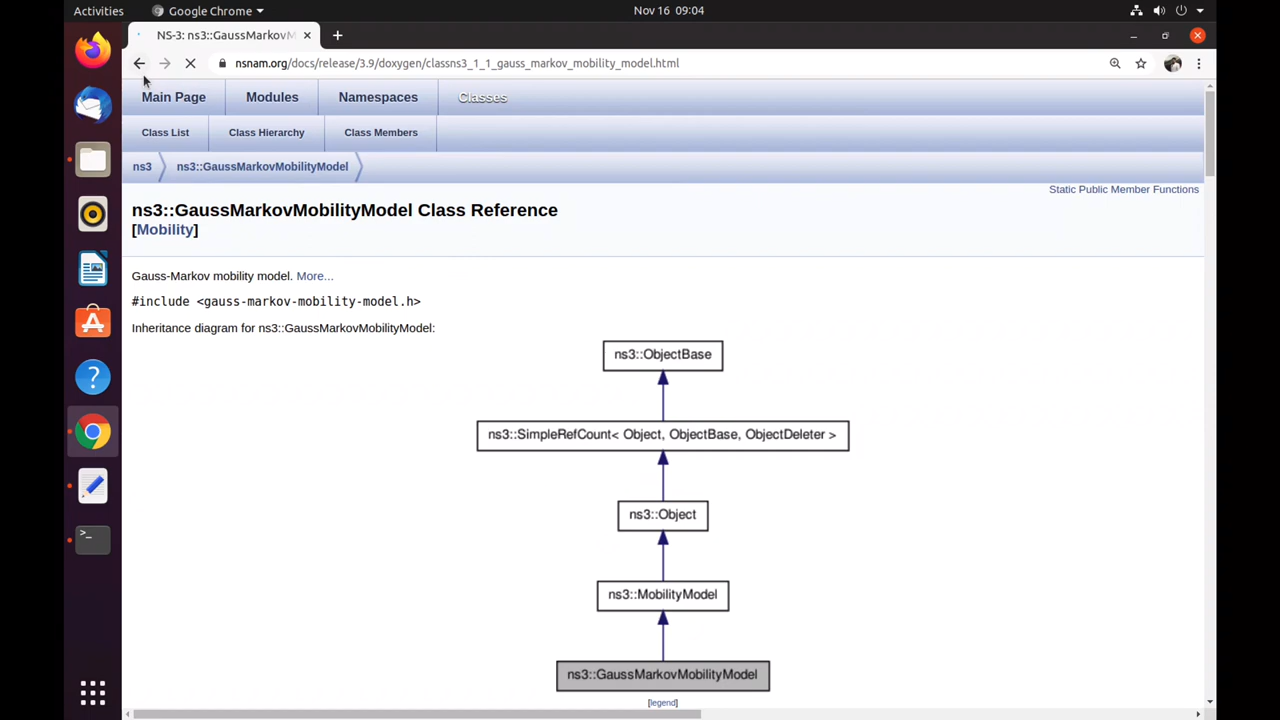 Activities
Google Chrome
Nov 16 09:04
NS-3: ns3::GaussMarkovM
nsnam.org/docs/release/3.9/doxygen/classns3_1_1_gauss_markov_mobility_model.html
Main Page
Modules
Namespaces
Classes
Class List
Class Hierarchy
Class Members
ns3
ns3::GaussMarkovMobilityModel
Static Public Member Functions
ns3::GaussMarkovMobilityModel Class Reference
[Mobility]
Gauss-Markov mobility model. More...
#include <gauss-markov-mobility-model.h>
Inheritance diagram for ns3::GaussMarkovMobilityModel:
ns3::ObjectBase
ns3::SimpleRefCount< Object, ObjectBase, ObjectDeleter >
ns3::Object
ns3::MobilityModel
ns3::GaussMarkovMobilityModel
[legend]